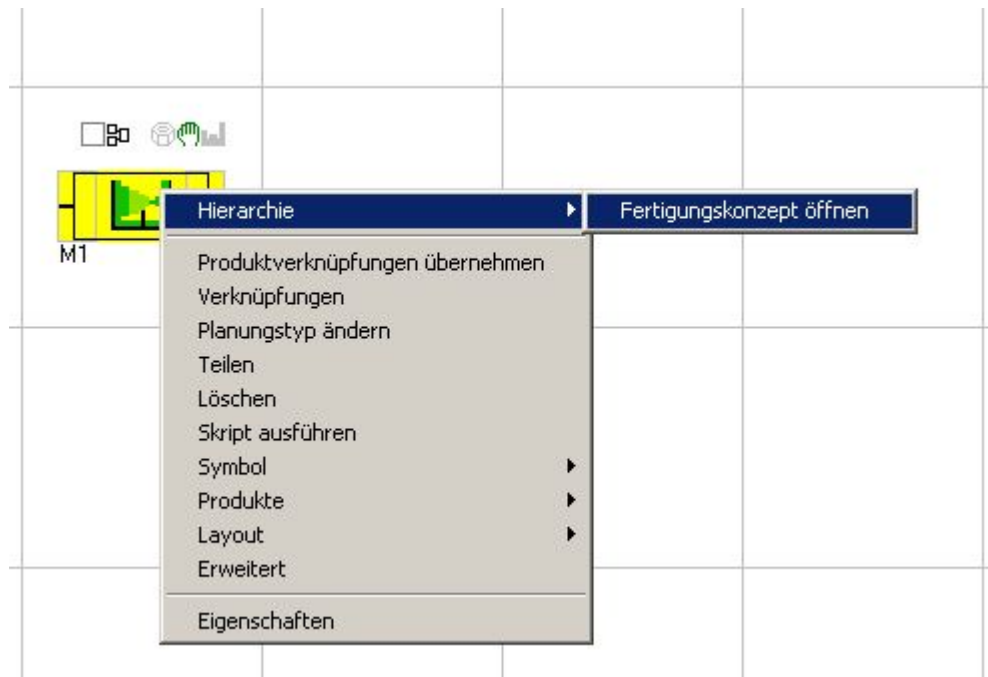 M1
Hierarchie
Fertigungskonzept öffnen
Produktverknüpfungen übernehmen
Verknüpfungen
Planungstyp ändern
Teilen
Löschen
Skript ausführen
Symbol
Produkte
Layout
Erweitert
Eigenschaften